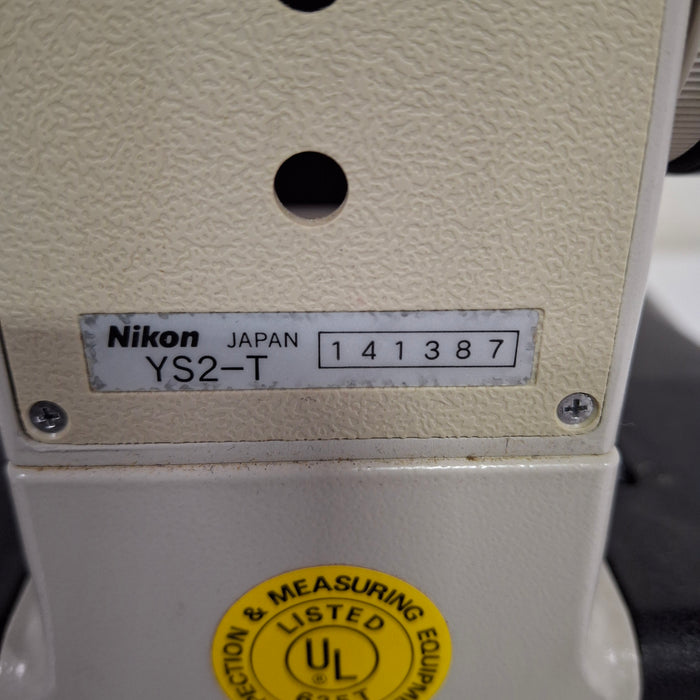 Nikon JAPAN 141387
YS2-T
& MEASURING
LISTED
UL
®